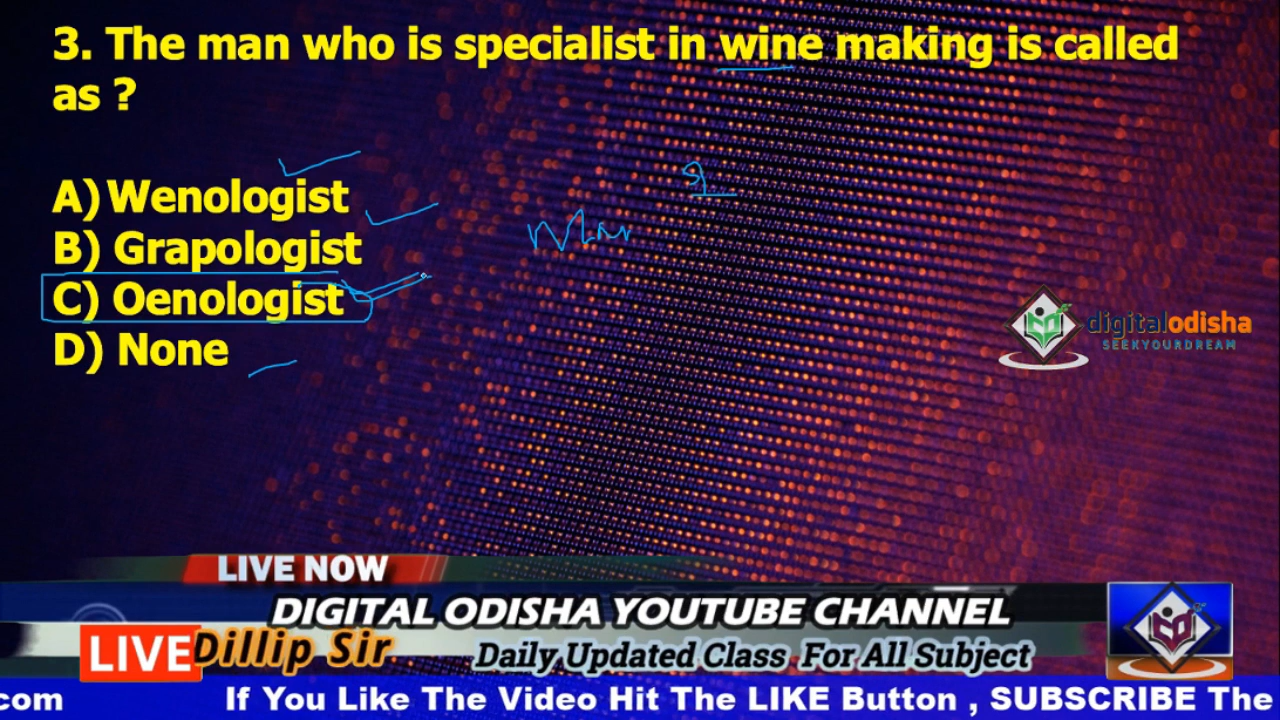 3. The man who is specialist in wine making is called
as ?
A) Wenologist
B) Grapologist
C) Oenologist
D) None
digitalodisha
SEEKYOURDREAM
LIVE NOW
DIGITAL ODISHA YOUTUBE CHANNEL
LIVE Dillip Sir
Daily Updated Class For All Subject
com If You Like The Video Hit The LIKE Button , SUBSCRIBE The